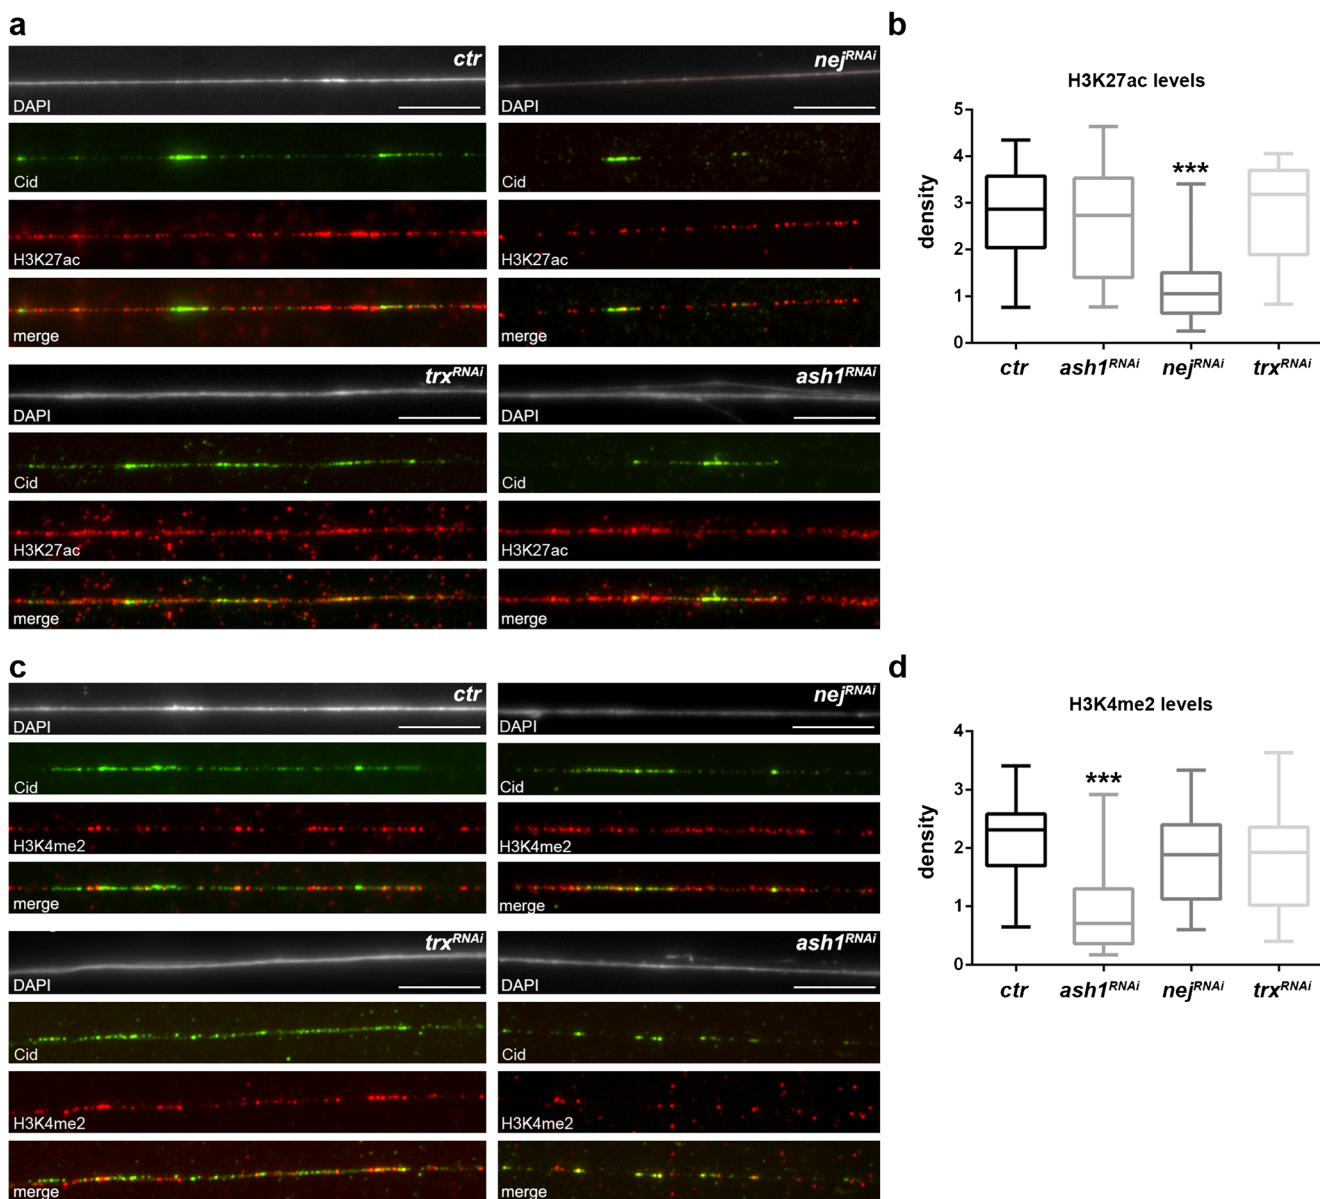 a
ctr
DAPI
Cid
H3K27ac
merge
nejRNAi
DAPI
Cid
H3K27ac
merge
trxRNAi
DAPI
Cid
H3K27ac
merge
ash1RNAi
DAPI
Cid
H3K27ac
merge
b
H3K27ac levels
density
5
4
3
2
1
0
***
ctr ash1RNAi nejRNAi trxRNAi
c
ctr
DAPI
Cid
H3K4me2
merge
nejRNAi
DAPI
Cid
H3K4me2
merge
trxRNAi
DAPI
Cid
H3K4me2
merge
ash1RNAi
DAPI
Cid
H3K4me2
merge
d
H3K4me2 levels
density
4
3
2
1
0
***
ctr ash1RNAi nejRNAi trxRNAi